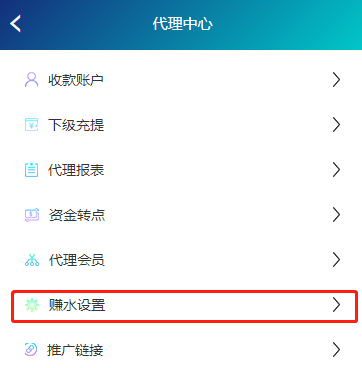 代理中心
收款账户
下级充提
代理报表
资金转点
代理会员
赚水设置
推广链接